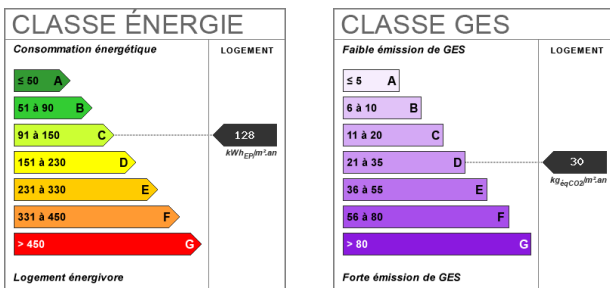 CLASSE ÉNERGIE
Consommation énergétique
LOGEMENT
≤ 50 A
51 à 90 B
91 à 150 C
128
kWhEP/m².an
151 à 230 D
231 à 330 E
331 à 450 F
> 450 G
Logement énergivore
CLASSE GES
Faible émission de GES
LOGEMENT
≤ 5 A
6 à 10 B
11 à 20 C
21 à 35 D
30
kgéqCO2/m².an
36 à 55 E
56 à 80 F
> 80 G
Forte émission de GES